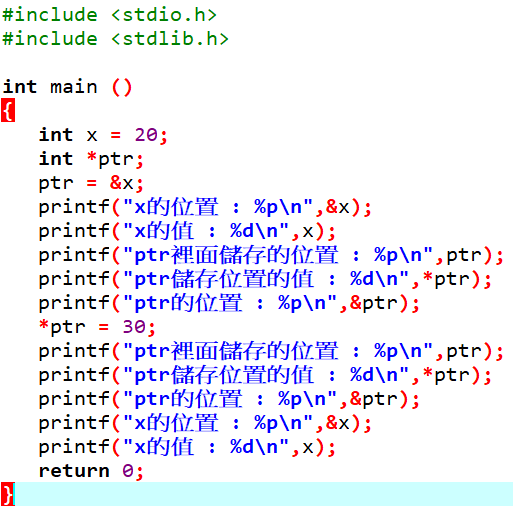 #include <stdio.h>
#include <stdlib.h>
int main ()
{
int x = 20;
int *ptr;
ptr = &x;
printf("x的位置 : %p\n",&x);
printf("x的值 : %d\n",x);
printf("ptr裡面儲存的位置 : %p\n",ptr);
printf("ptr儲存位置的值 : %d\n",*ptr);
printf("ptr的位置 : %p\n",&ptr);
*ptr = 30;
printf("ptr裡面儲存的位置 : %p\n",ptr);
printf("ptr儲存位置的值 : %d\n",*ptr);
printf("ptr的位置 : %p\n",&ptr);
printf("x的位置 : %p\n",&x);
printf("x的值 : %d\n",x);
return 0;
}